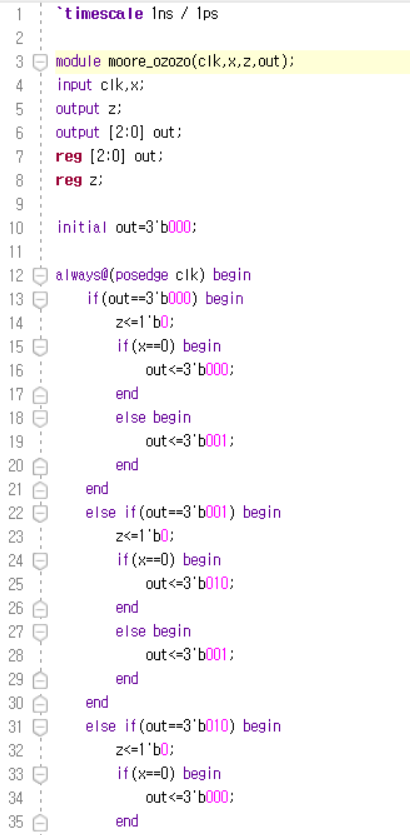 1 `timescale 1ns / 1ps
2
3 module moore_ozozo(clk,x,z,out);
4 input clk,x;
5 output z;
6 output [2:0] out;
7 reg [2:0] out;
8 reg z;
9
10 initial out=3'b000;
11
12 always@(posedge clk) begin
13 if(out==3'b000) begin
14 z<=1'b0;
15 if(x==0) begin
16 out<=3'b000;
17 end
18 else begin
19 out<=3'b001;
20 end
21 end
22 else if(out==3'b001) begin
23 z<=1'b0;
24 if(x==0) begin
25 out<=3'b010;
26 end
27 else begin
28 out<=3'b001;
29 end
30 end
31 else if(out==3'b010) begin
32 z<=1'b0;
33 if(x==0) begin
34 out<=3'b000;
35 end